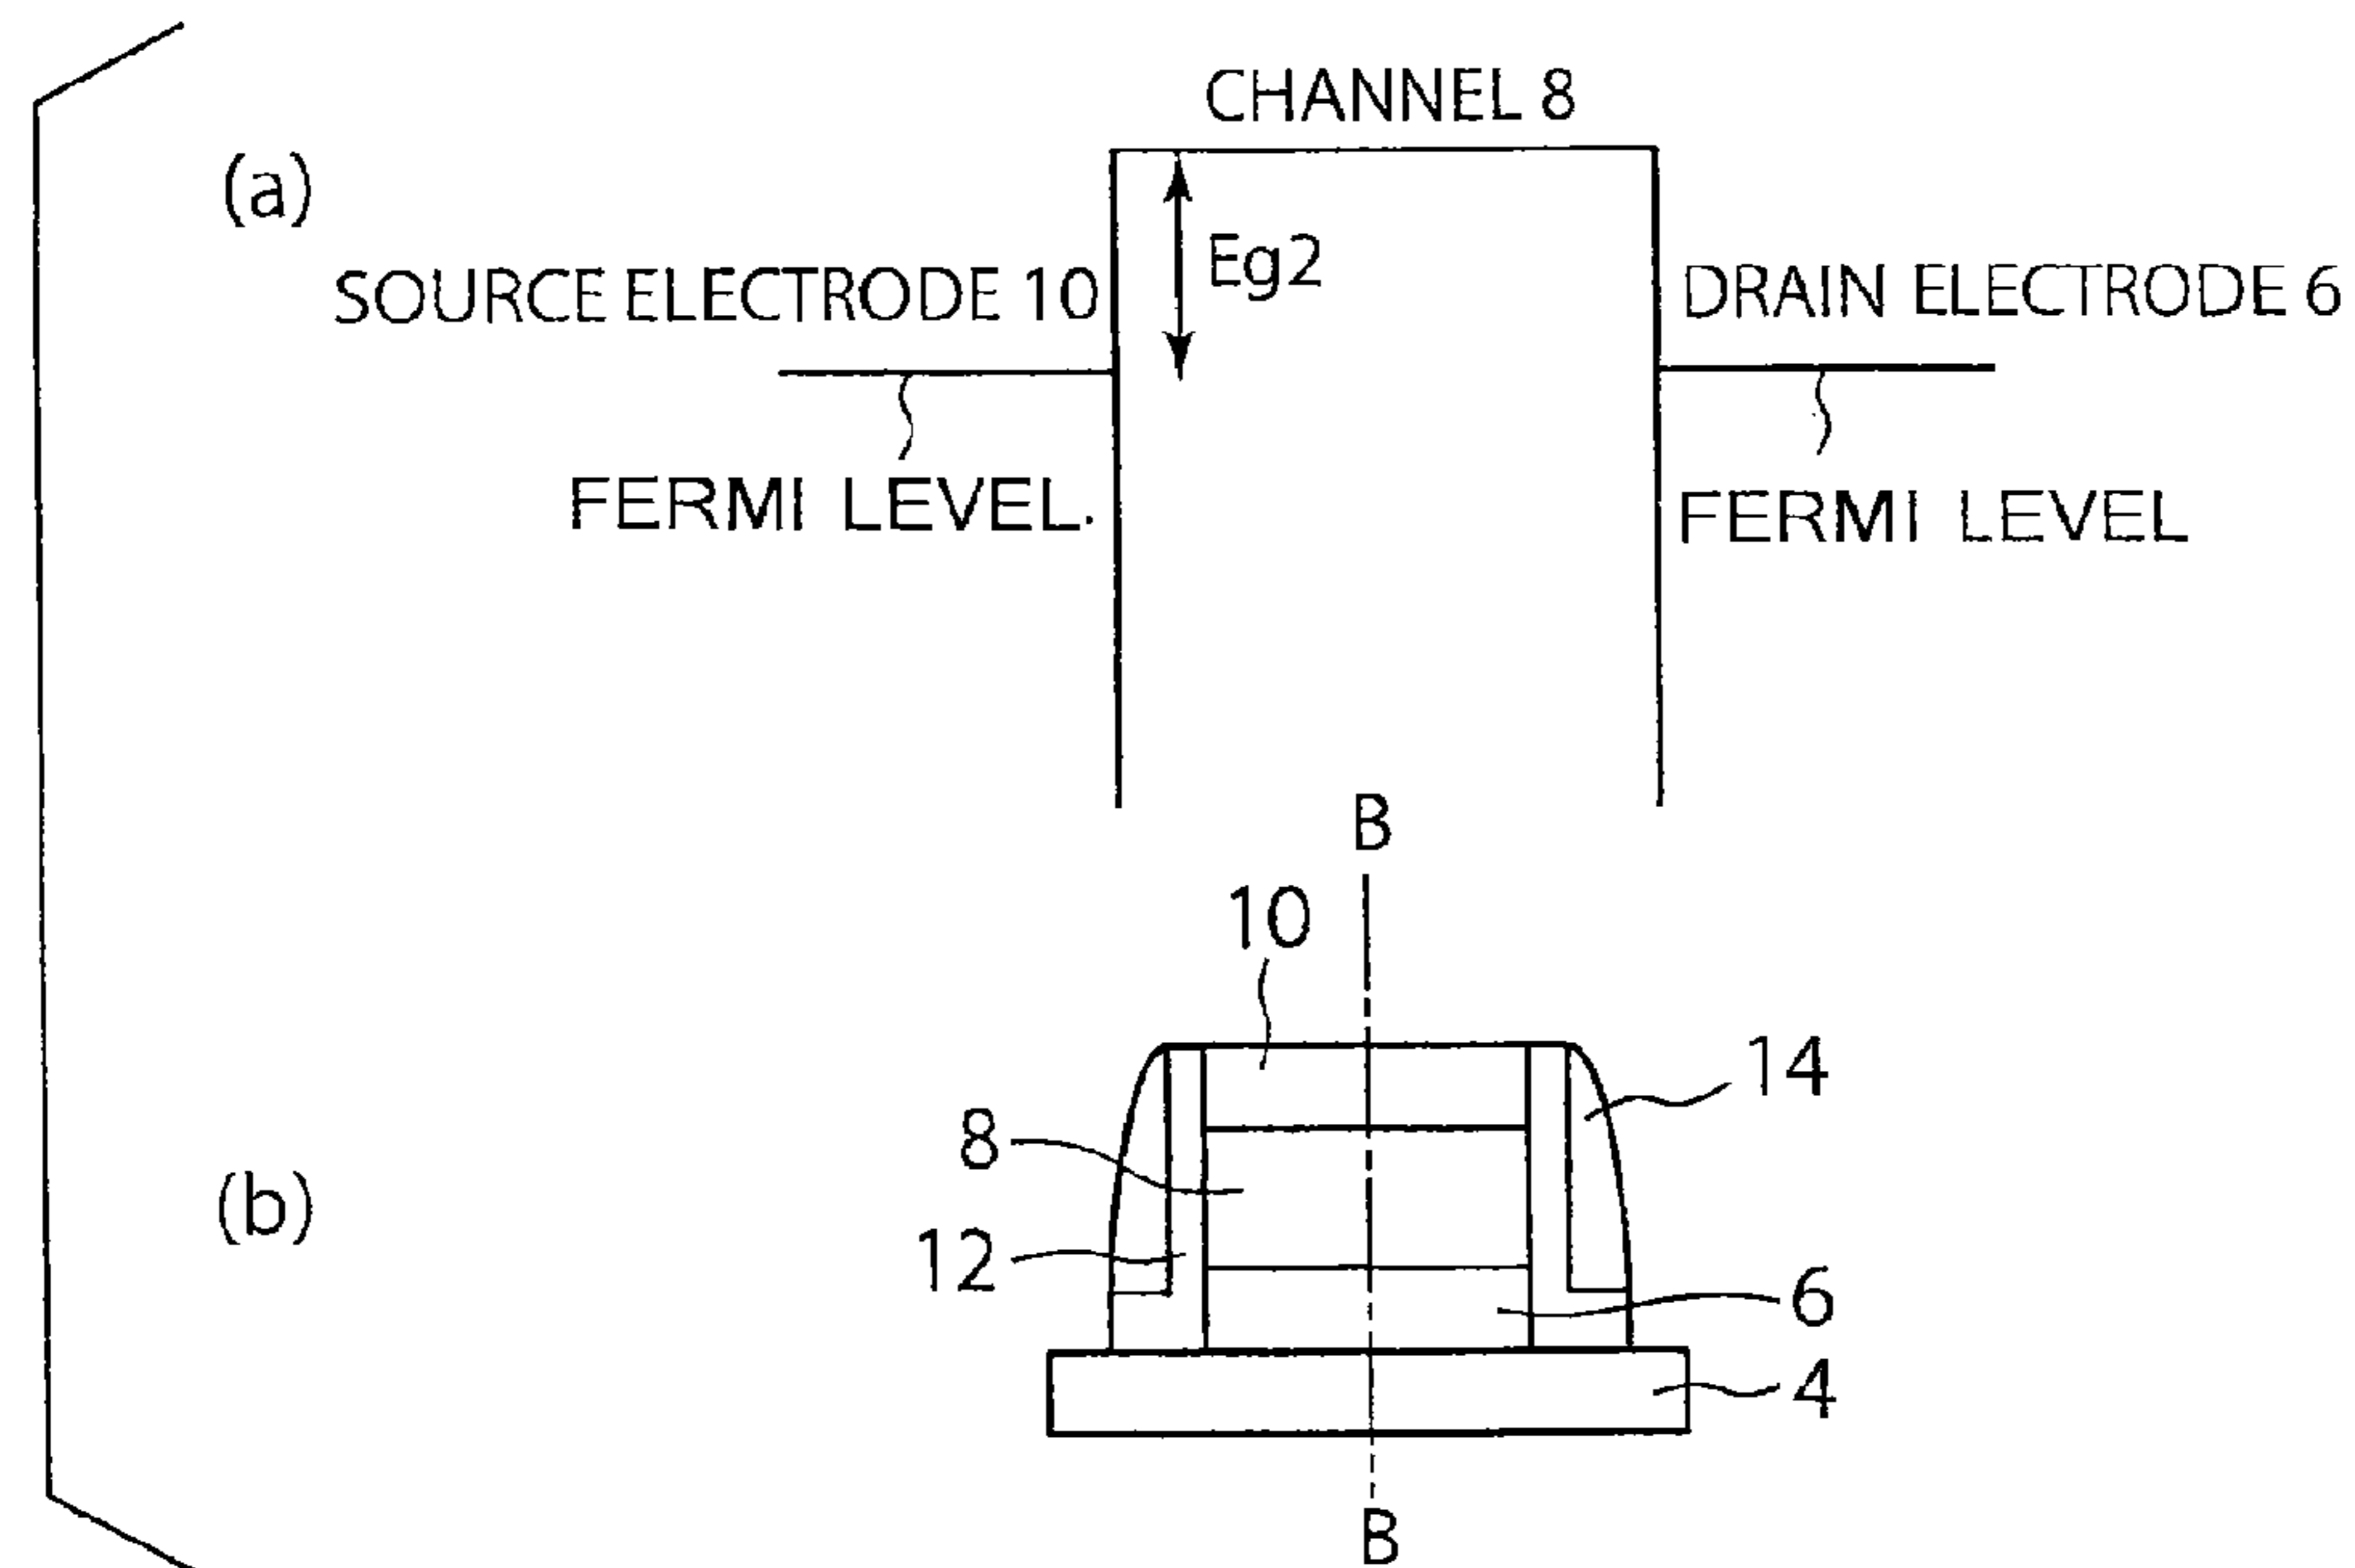 CHANNEL 8
(a)
Eg2
SOURCE ELECTRODE 10
DRAIN ELECTRODE 6
FERMI LEVEL.
FERMI LEVEL
B
10
14
8
(b)
12
6
4
B